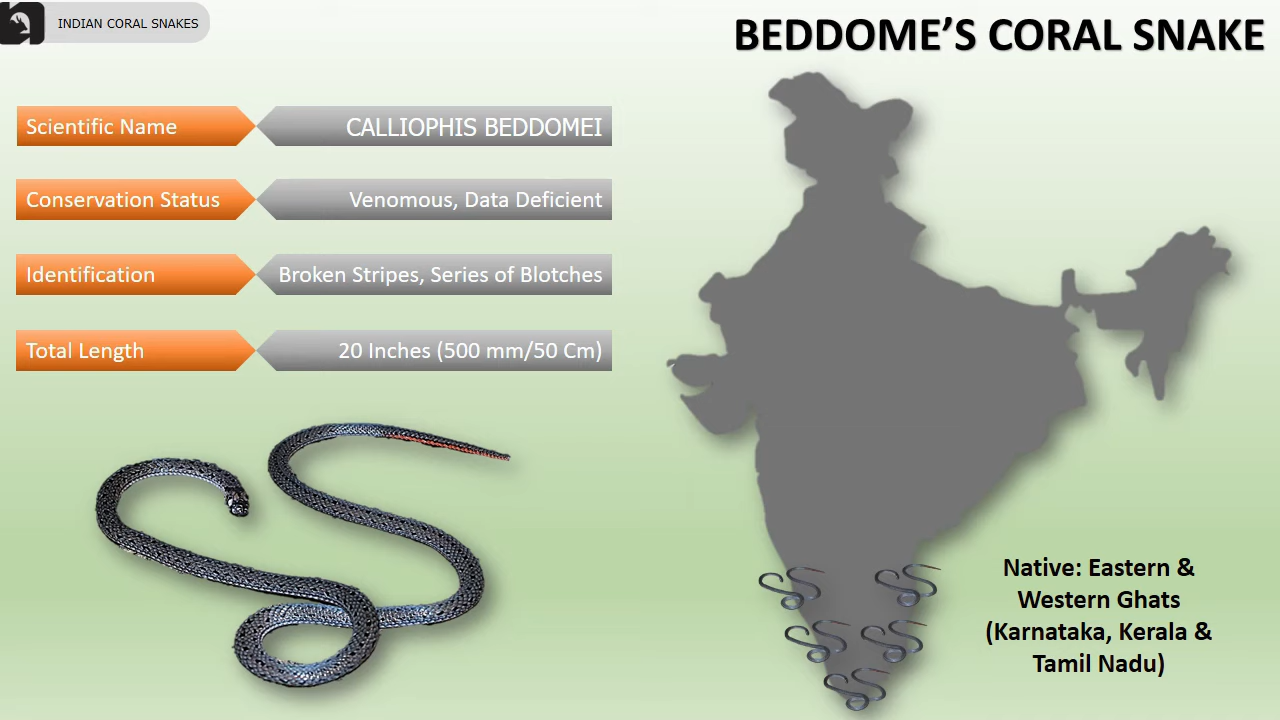 INDIAN CORAL SNAKES
BEDDOME’S CORAL SNAKE
Scientific Name
CALLIOPHIS BEDDOMEI
Conservation Status
Venomous, Data Deficient
Identification
Broken Stripes, Series of Blotches
Total Length
20 Inches (500 mm/50 Cm)
Native: Eastern &
Western Ghats
(Karnataka, Kerala &
Tamil Nadu)